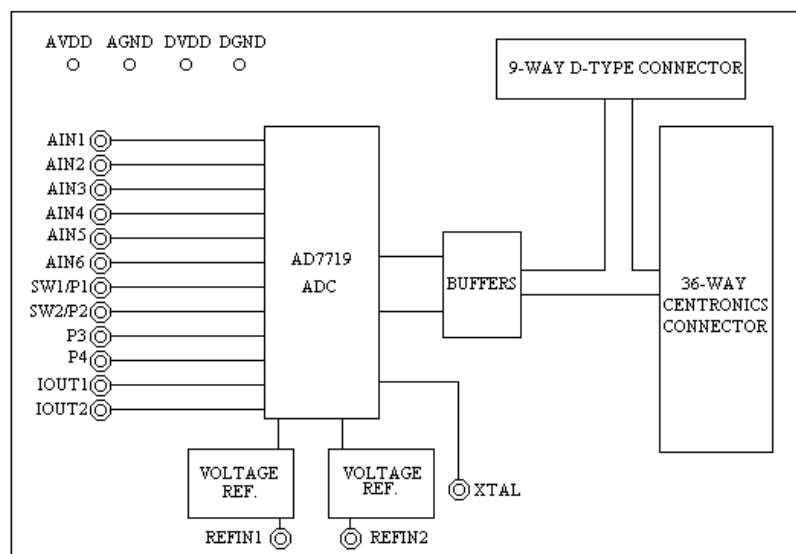 AVDD AGND DVDD DGND
9-WAY D-TYPE CONNECTOR
AIN1
AIN2
AIN3
AIN4
AIN5
AIN6
SW1/P1
SW2/P2
P3
P4
IOUT1
IOUT2
AD7719
ADC
BUFFERS
36-WAY
CENTRONICS
CONNECTOR
VOLTAGE
REF.
VOLTAGE
REF.
XTAL
REFIN1
REFIN2